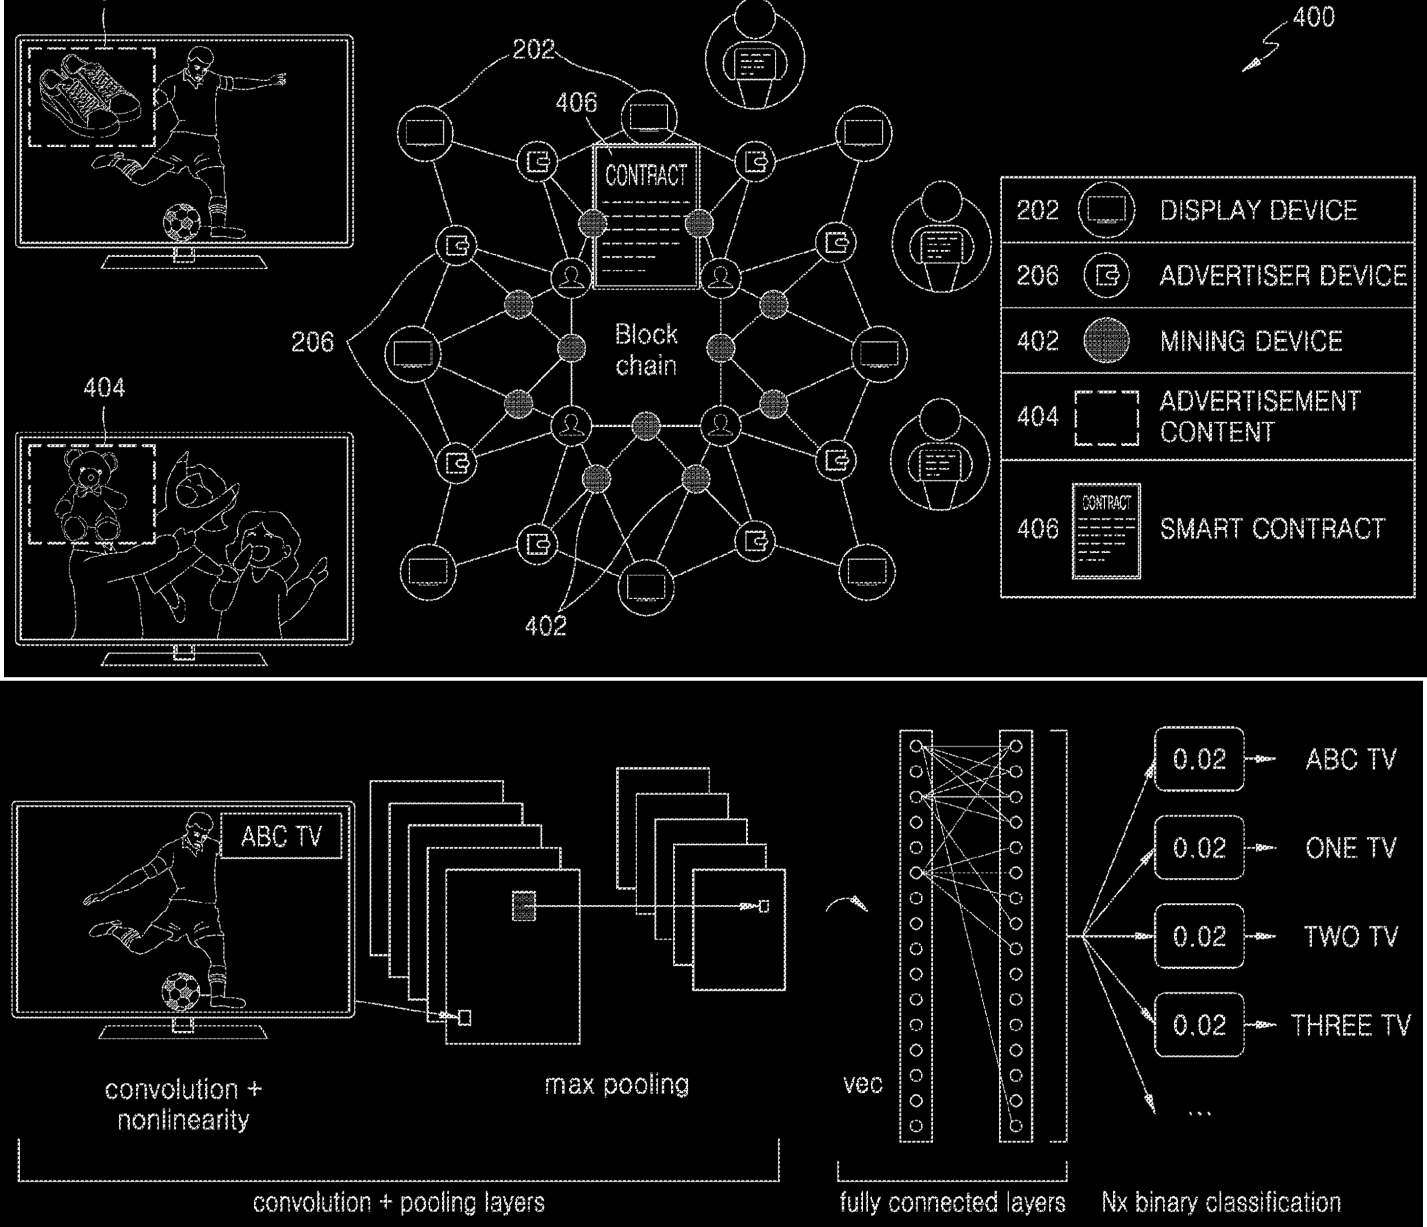 400
202
406
CONTRACT
Block
chain
206
404
402
202 DISPLAY DEVICE
206 ADVERTISER DEVICE
402 MINING DEVICE
404 ADVERTISEMENT
CONTENT
CONTRACT
406 SMART CONTRACT
ABC TV
convolution +
nonlinearity
max pooling
vec
0.02 ABC TV
0.02 ONE TV
0.02 TWO TV
0.02 THREE TV
...
convolution + pooling layers
fully connected layers
Nx binary classification